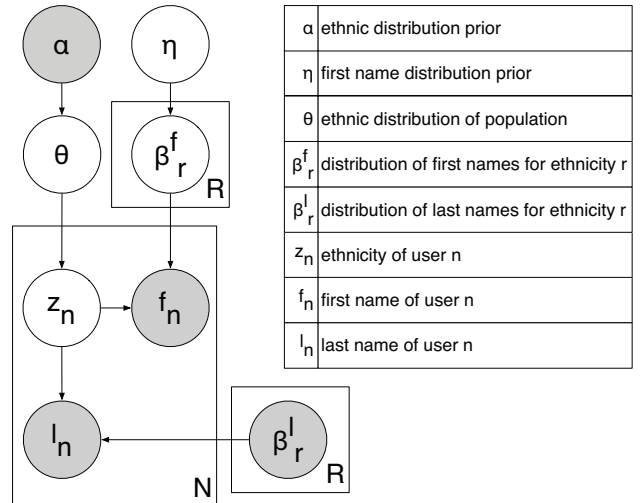 α
η
θ
β^f_r
R
z_n
f_n
l_n
N
β^l_r
R
α ethnic distribution prior
η first name distribution prior
θ ethnic distribution of population
β^f_r distribution of first names for ethnicity r
β^l_r distribution of last names for ethnicity r
z_n ethnicity of user n
f_n first name of user n
l_n last name of user n